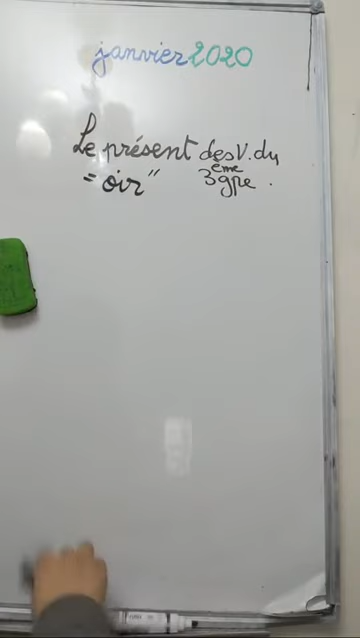 janvier 2020
Le présent des V. du
"oir" 3ème gpe.